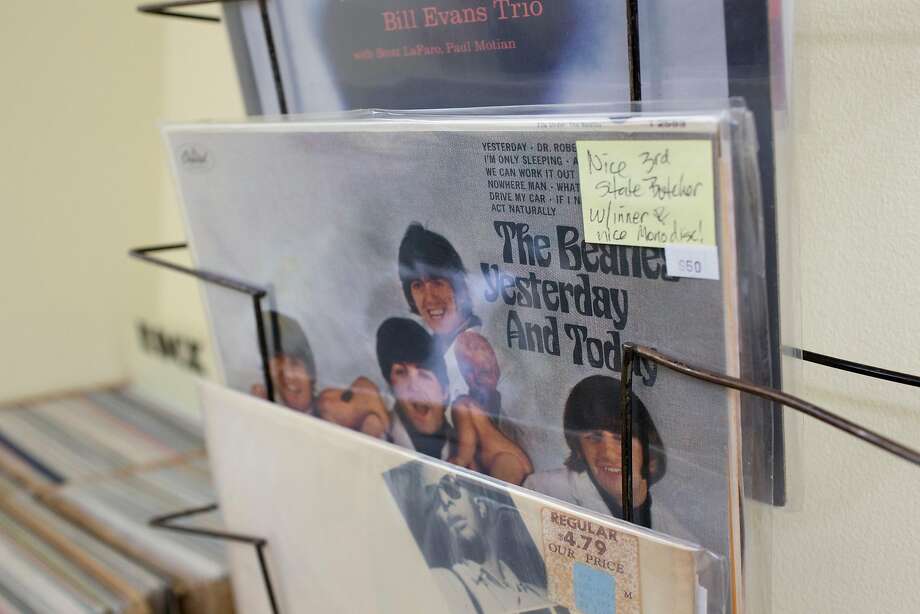 Bill Evans Trio
with Scott LaFaro, Paul Motian
Capitol
YESTERDAY · DR. ROBE
I'M ONLY SLEEPING · A
WE CAN WORK IT OUT
NOWHERE MAN · WHAT
DRIVE MY CAR · IF I N
ACT NATURALLY
Nice 3rd
State Butcher
w/inner &
nice Mono disc!
650
The Beatles
Yesterday
And Today
REGULAR
$4.79
OUR PRICE
M